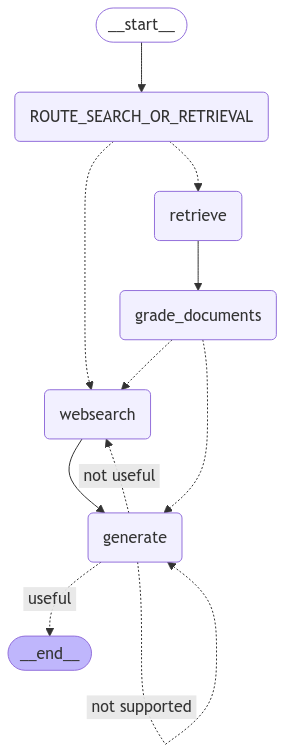 __start__
ROUTE_SEARCH_OR_RETRIEVAL
retrieve
grade_documents
websearch
not useful
generate
useful
__end__
not supported